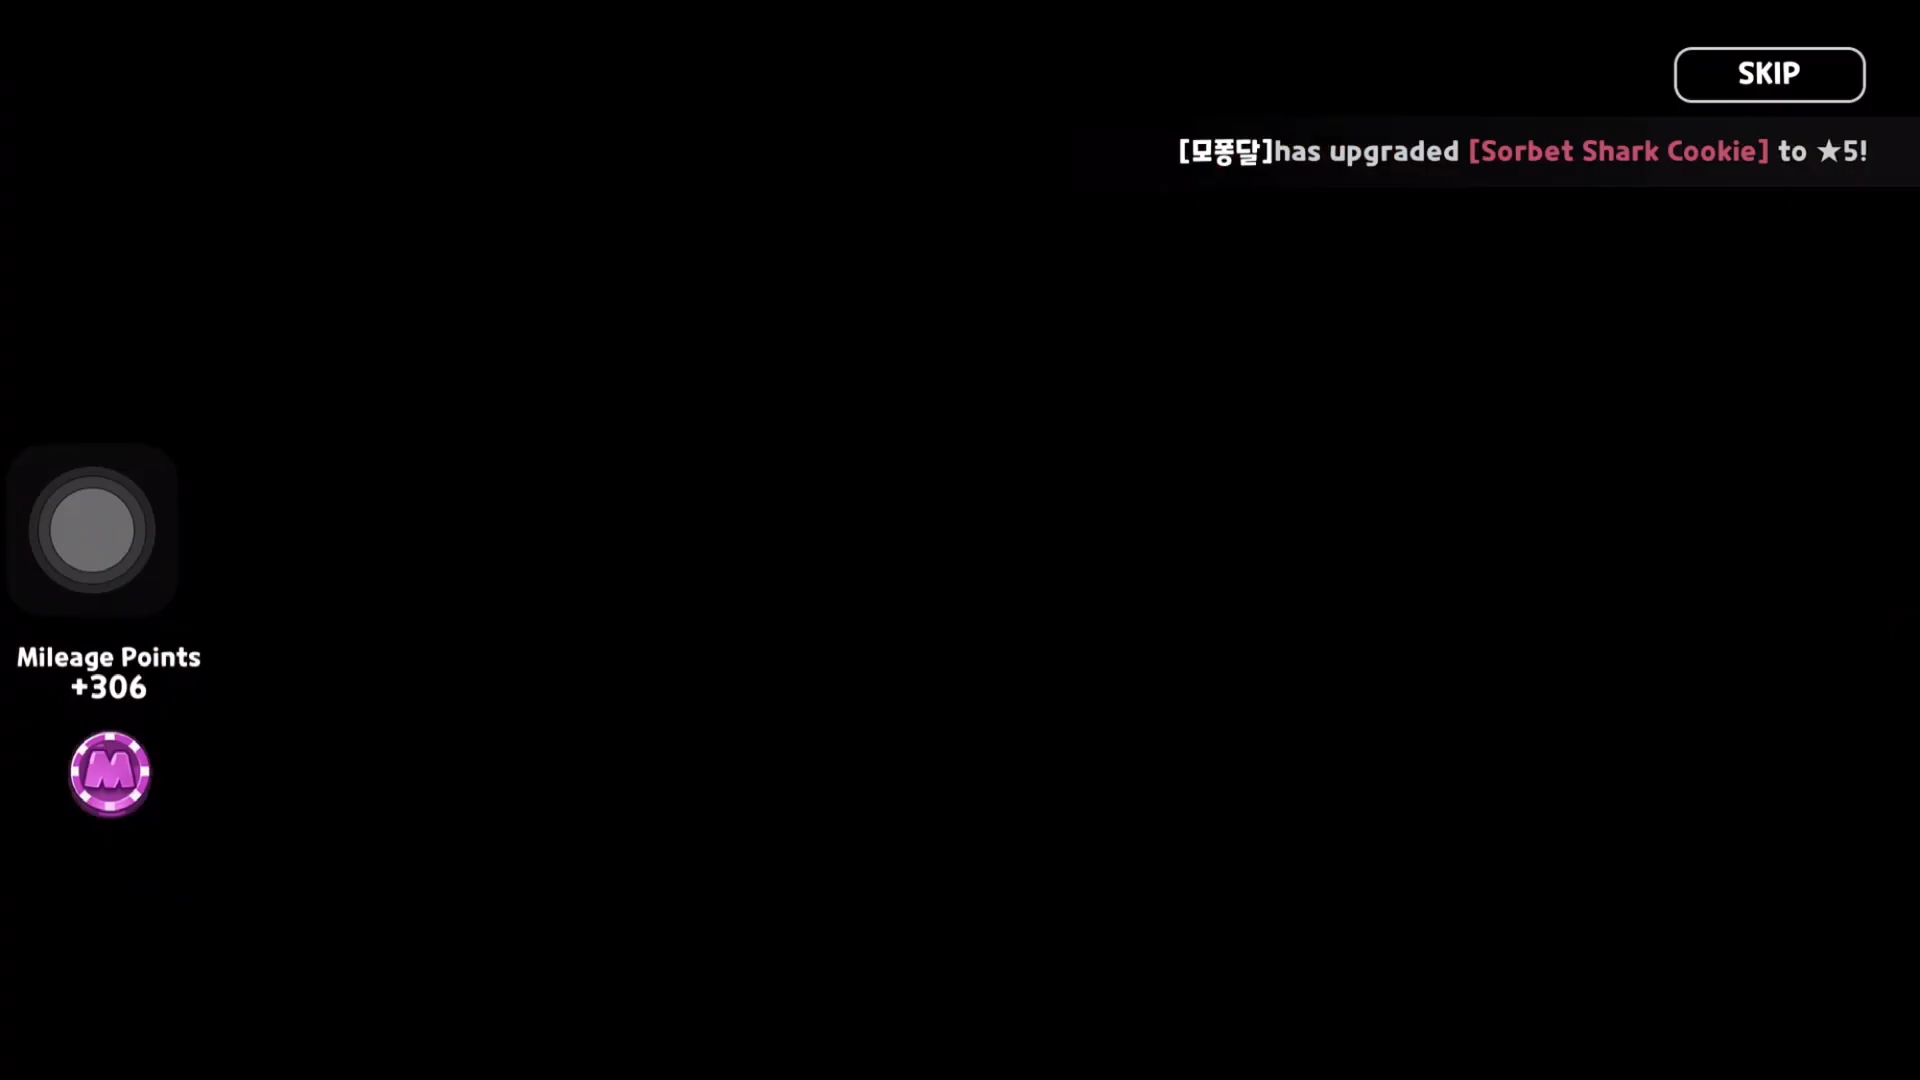 SKIP
[모퐁달]has upgraded [Sorbet Shark Cookie] to ★5!
Mileage Points
+306
M